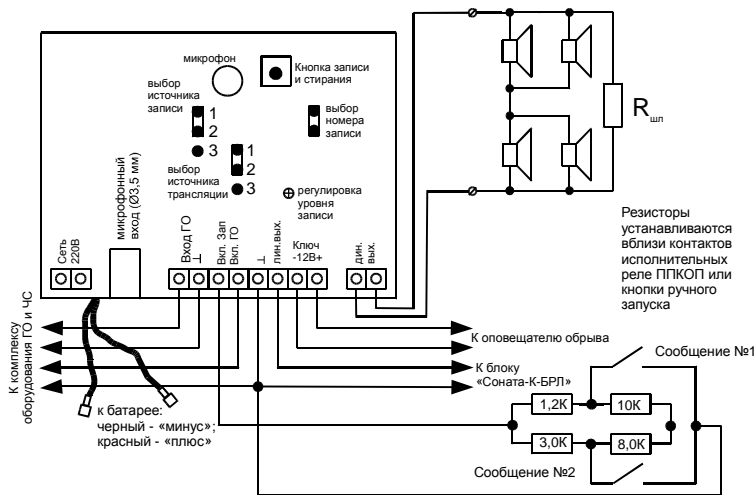 микрофон
Кнопка записи
и стирания
выбор
источника
записи
1
2
3
выбор
номера
записи
выбор
источника
трансляции
1
2
3
регулировка
уровня
записи
микрофонный
вход (Ø3,5 мм)
Сеть
220В
Вход ГО
⊥
Вкл. Зап
Вкл. ГО
⊥
лин.вых.
Ключ
-12В+
дин.
вых.
Rшл
Резисторы
устанавливаются
вблизи контактов
исполнительных
реле ППКОП или
кнопки ручного
запуска
К комплексу
оборудования ГО и ЧС
к батарее:
черный - «минус»;
красный - «плюс»
К оповещателю обрыва
К блоку
«Соната-К-БРЛ»
Сообщение №1
1,2К
10К
3,0К
8,0К
Сообщение №2